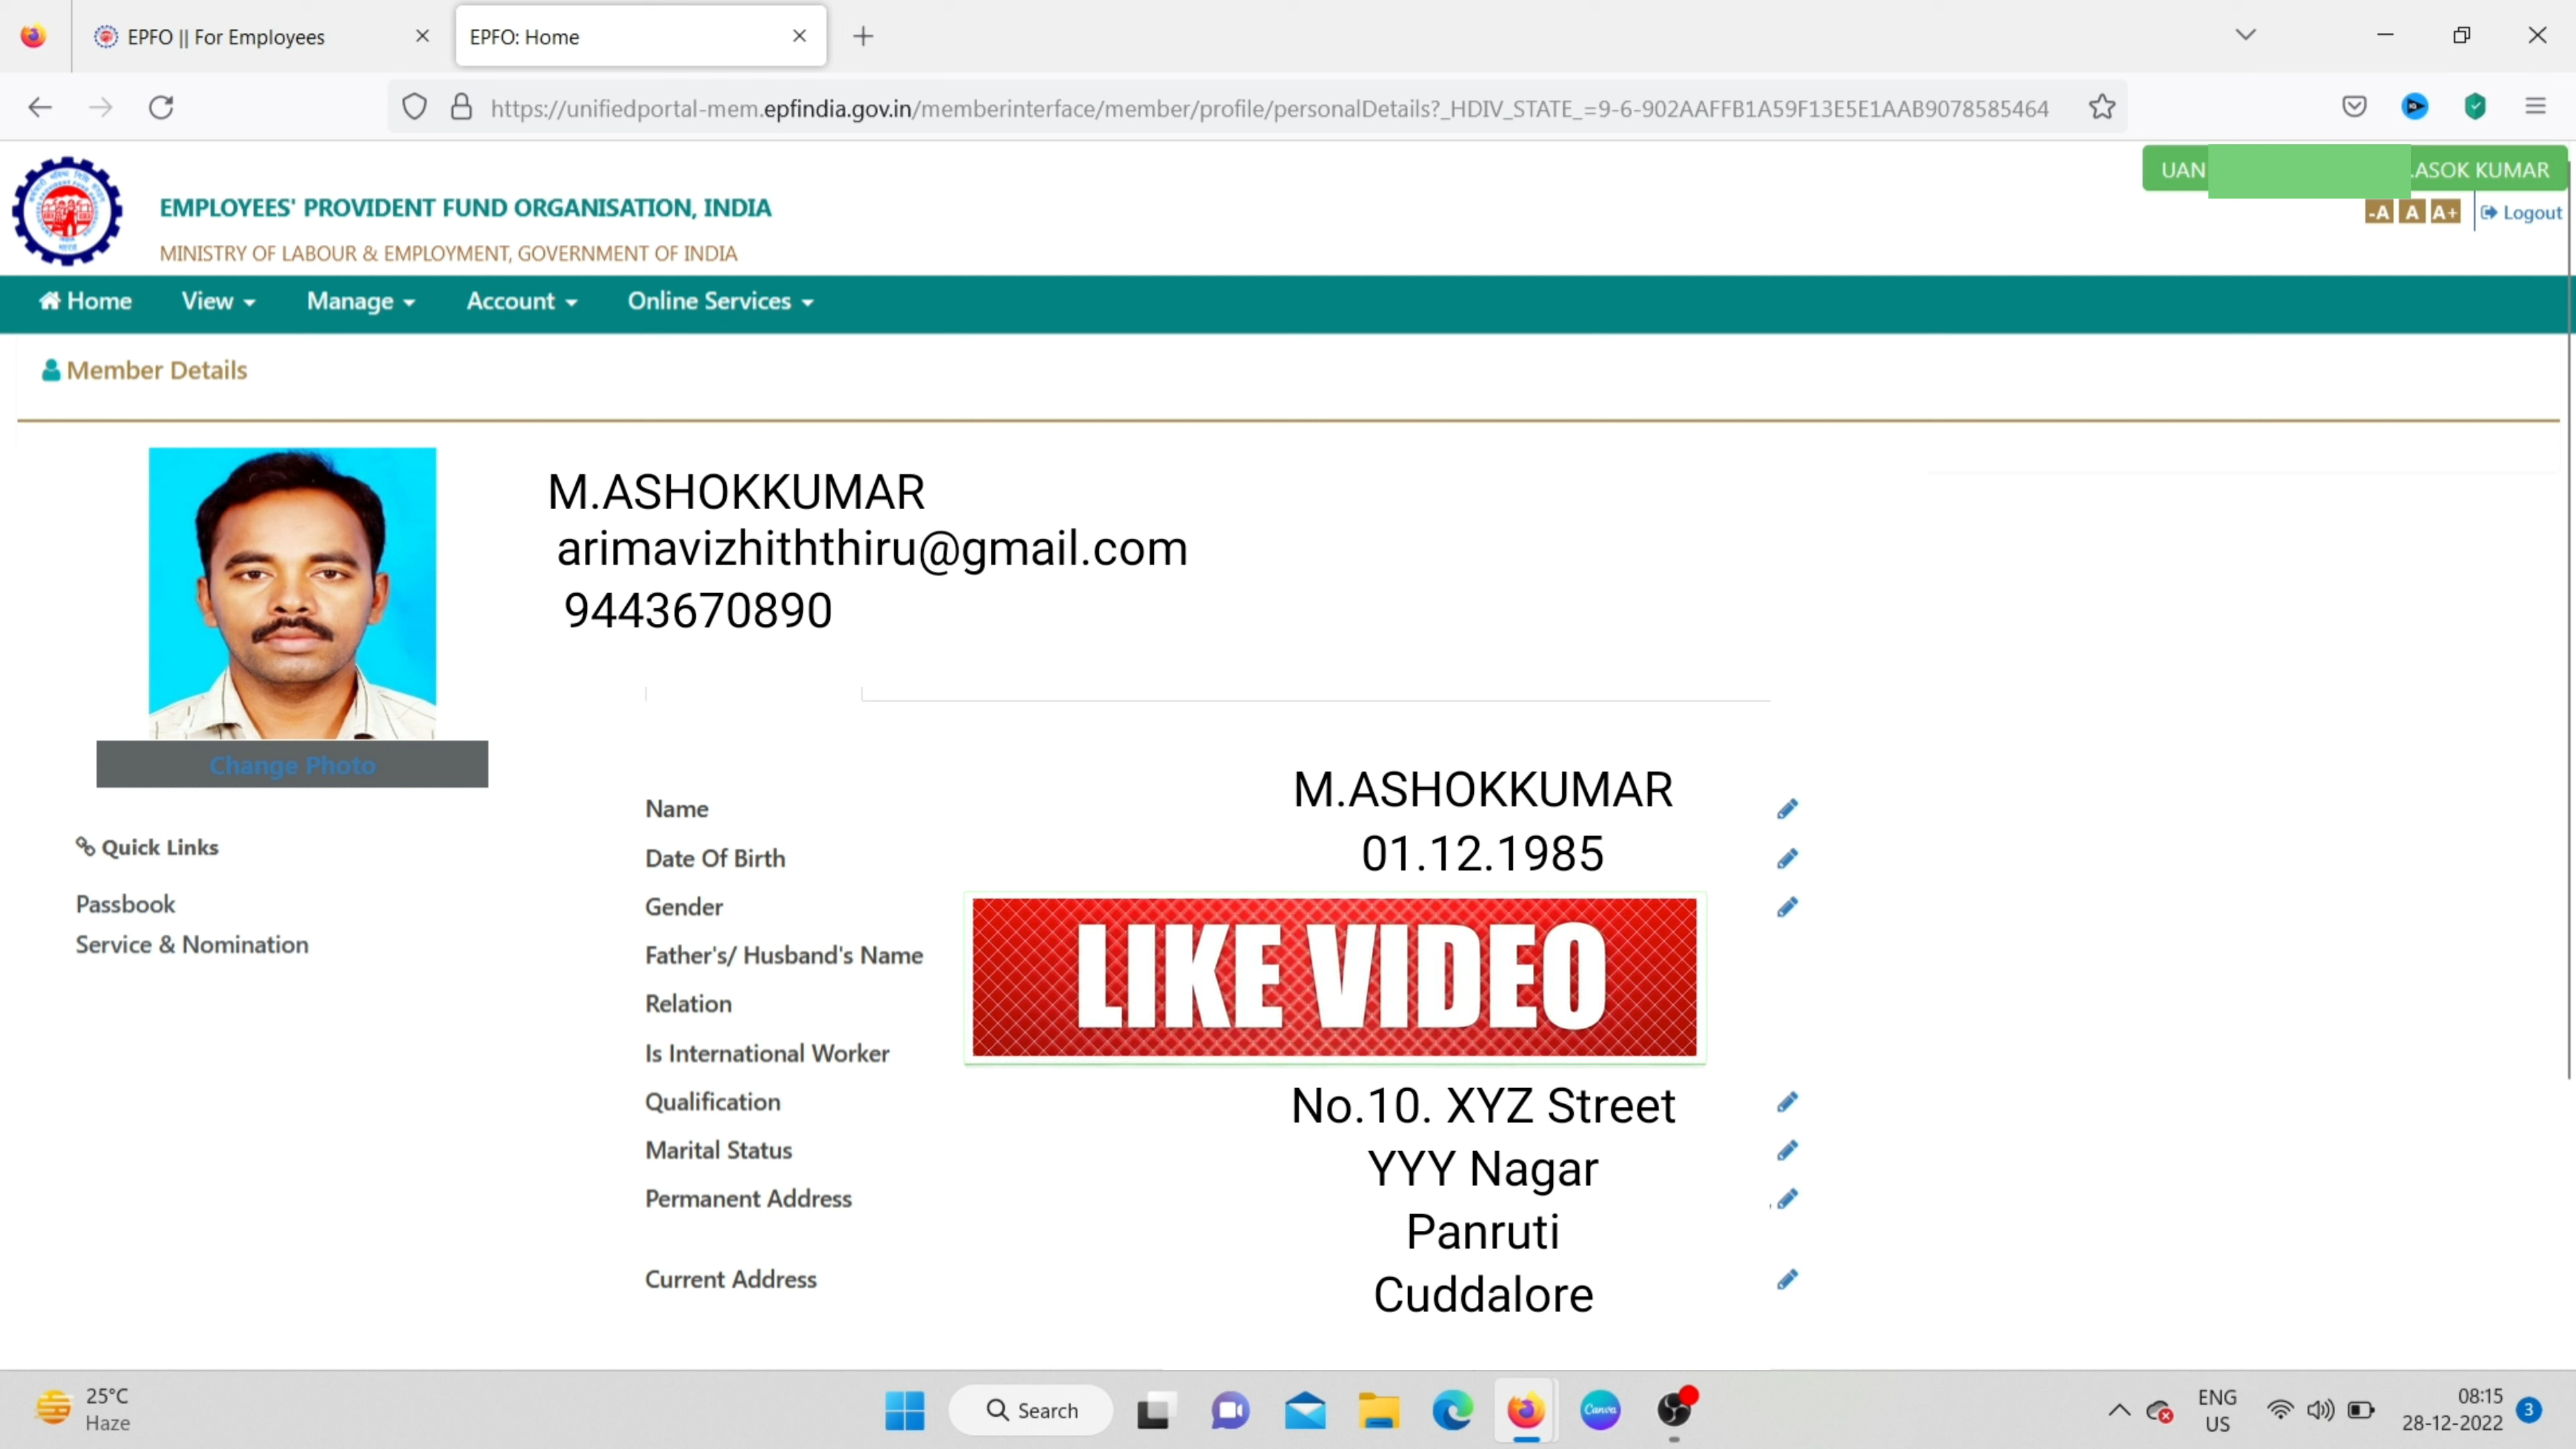 EPFO || For Employees
EPFO: Home
https://unifiedportal-mem.epfindia.gov.in/memberinterface/member/profile/personalDetails?_HDIV_STATE_=9-6-902AAFFB1A59F13E5E1AAB9078585464
UAN .ASOK KUMAR
EMPLOYEES' PROVIDENT FUND ORGANISATION, INDIA
-A A A+ Logout
MINISTRY OF LABOUR & EMPLOYMENT, GOVERNMENT OF INDIA
Home View Manage Account Online Services
Member Details
M.ASHOKKUMAR
arimavizhiththiru@gmail.com
9443670890
Change Photo
Quick Links
Passbook
Service & Nomination
Name M.ASHOKKUMAR
Date Of Birth 01.12.1985
Gender
Father's/ Husband's Name
LIKE VIDEO
Relation
Is International Worker
Qualification
No.10. XYZ Street
Marital Status
YYY Nagar
Permanent Address
Panruti
Current Address
Cuddalore
25°C
Haze
Search
Canva
ENG
US
08:15
28-12-2022
3